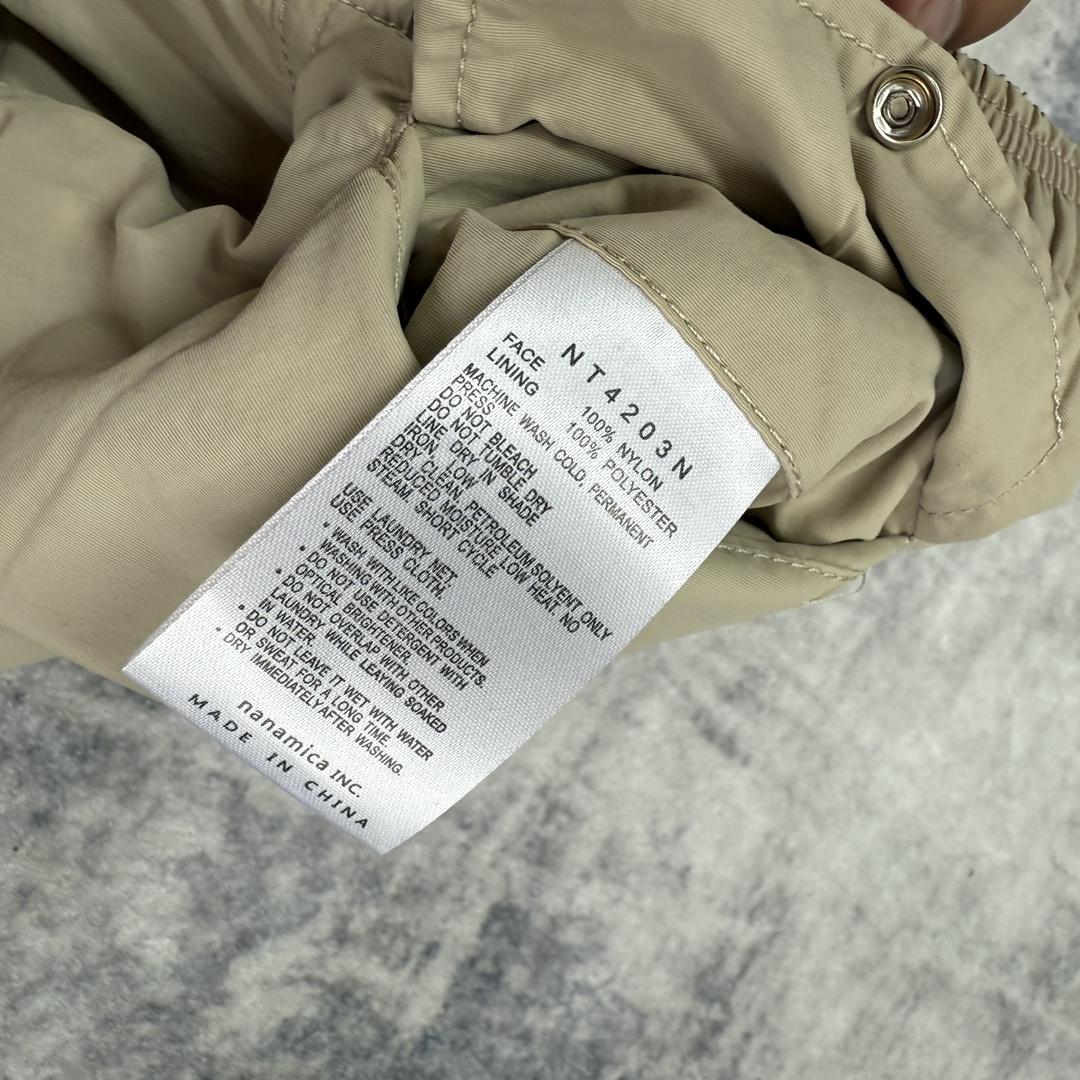 NT4203N
FACE 100% NYLON
LINING 100% POLYESTER
MACHINE WASH COLD, PERMANENT
PRESS
DO NOT BLEACH
DO NOT TUMBLE DRY
LINE DRY IN SHADE
IRON, LOW
DRY CLEAN, PETROLEUM SOLVENT ONLY
REDUCED MOISTURE LOW HEAT NO
STEAM SHORT CYCLE
USE LAUNDRY NET
USE PRESS CLOTH
• WASH WITH LIKE COLORS WHEN
WASHING WITH OTHER PRODUCTS.
• DO NOT USE DETERGENT WITH
OPTICAL BRIGHTENER.
• DO NOT OVERLAP WITH OTHER
LAUNDRY WHILE LEAVING SOAKED
IN WATER.
• DO NOT LEAVE IT WET WITH WATER
OR SWEAT FOR A LONG TIME.
• DRY IMMEDIATELY AFTER WASHING.
nanamica INC.
MADE IN CHINA